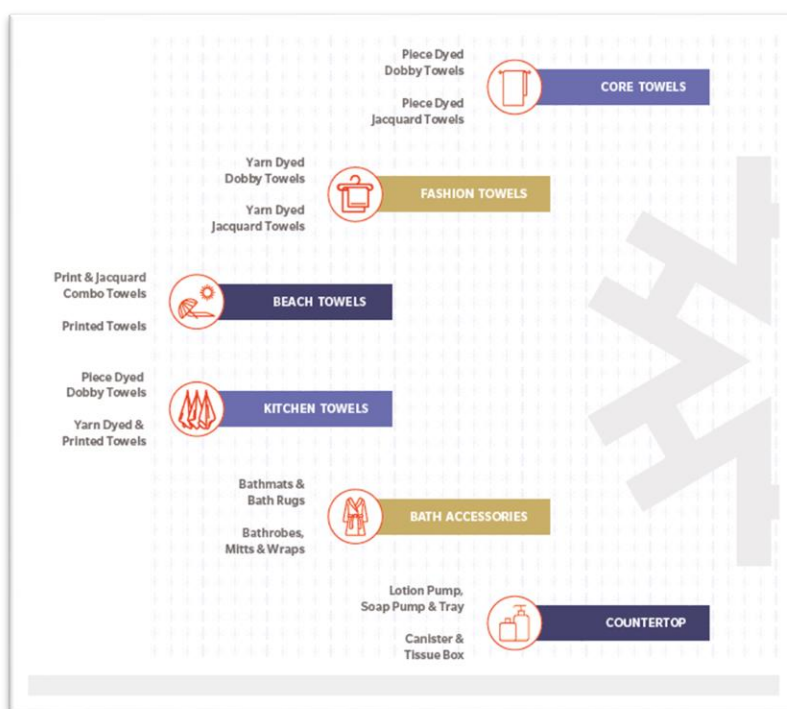 Piece Dyed
Dobby Towels
Piece Dyed
Jacquard Towels
CORE TOWELS
Yarn Dyed
Dobby Towels
Yarn Dyed
Jacquard Towels
FASHION TOWELS
Print & Jacquard
Combo Towels
Printed Towels
BEACH TOWELS
Piece Dyed
Dobby Towels
Yarn Dyed &
Printed Towels
KITCHEN TOWELS
Bathmats &
Bath Rugs
Bathrobes,
Mitts & Wraps
BATH ACCESSORIES
Lotion Pump,
Soap Pump & Tray
Canister &
Tissue Box
COUNTERTOP